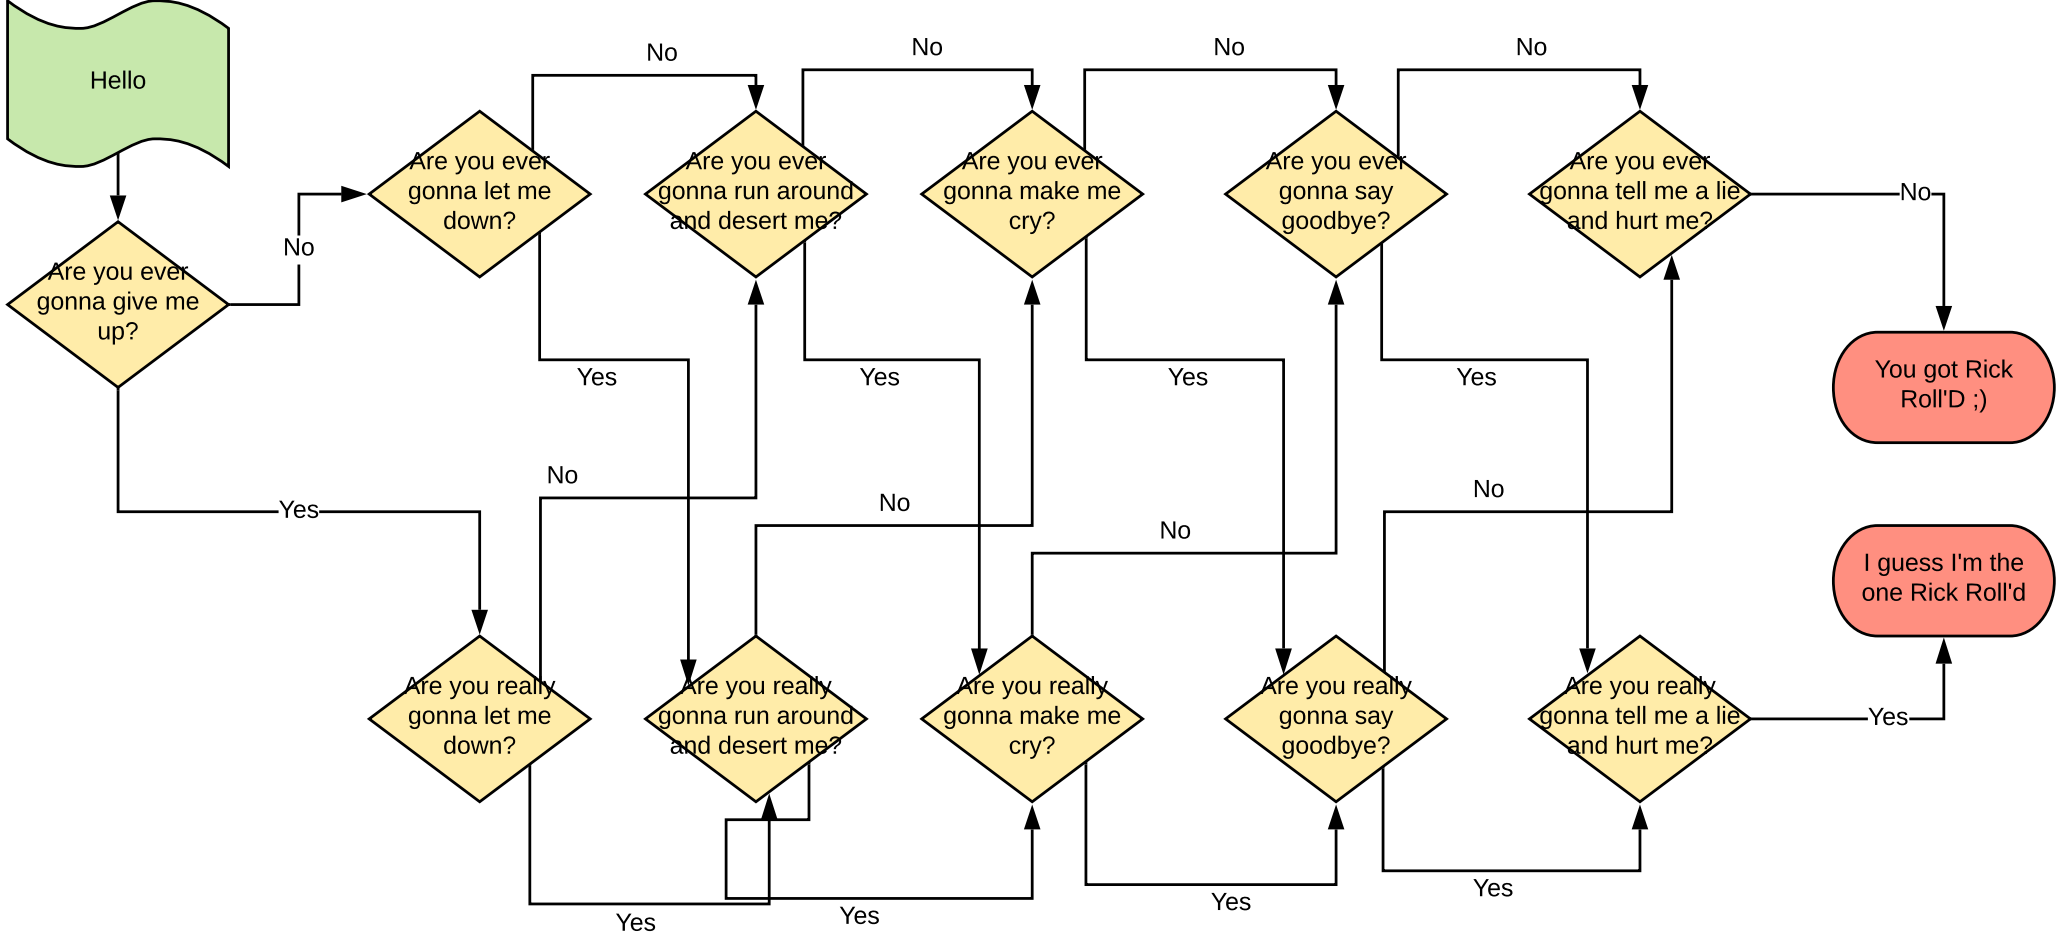 Hello
No
No
No
No
Are you ever
gonna let me
down?
Are you ever
gonna run around
and desert me?
Are you ever
gonna make me
cry?
Are you ever
gonna say
goodbye?
Are you ever
gonna tell me a lie
and hurt me?
No
No
Are you ever
gonna give me
up?
Yes
Yes
Yes
Yes
You got Rick
Roll'D ;)
No
No
No
No
Yes
I guess I'm the
one Rick Roll'd
Are you really
gonna let me
down?
Are you really
gonna run around
and desert me?
Are you really
gonna make me
cry?
Are you really
gonna say
goodbye?
Are you really
gonna tell me a lie
and hurt me?
Yes
Yes
Yes
Yes
Yes